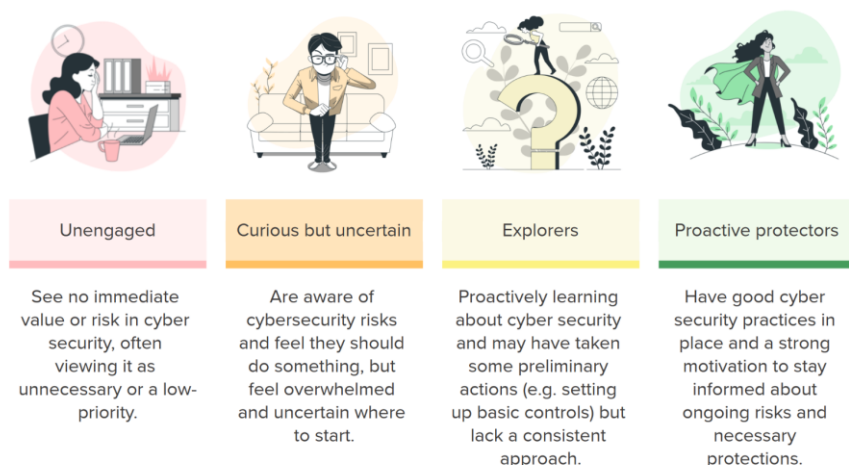 Unengaged
See no immediate
value or risk in cyber
security, often
viewing it as
unnecessary or a low-
priority.
Curious but uncertain
Are aware of
cybersecurity risks
and feel they should
do something, but
feel overwhelmed
and uncertain where
to start.
Explorers
Proactively learning
about cyber security
and may have taken
some preliminary
actions (e.g. setting
up basic controls) but
lack a consistent
approach.
Proactive protectors
Have good cyber
security practices in
place and a strong
motivation to stay
informed about
ongoing risks and
necessary
protections.